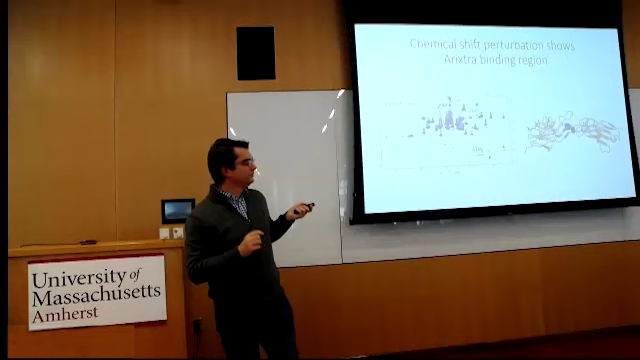 Chemical shift perturbation shows
Arixtra binding region
University of
Massachusetts
Amherst